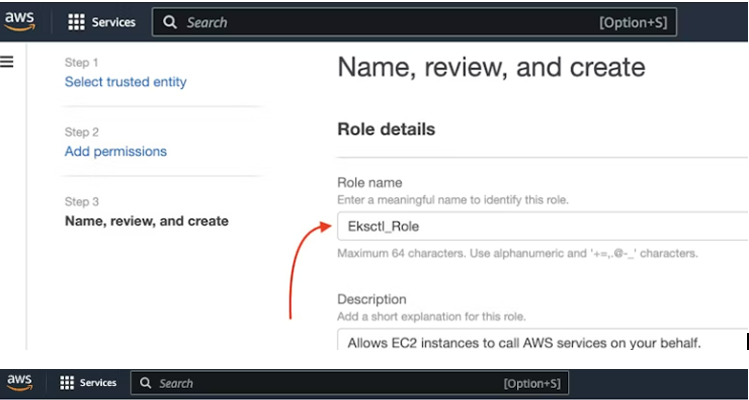 aws Services Search [Option+S]
Step 1
Select trusted entity
Step 2
Add permissions
Step 3
Name, review, and create
Name, review, and create
Role details
Role name
Enter a meaningful name to identify this role.
Eksctl_Role
Maximum 64 characters. Use alphanumeric and '+=,.@-_' characters.
Description
Add a short explanation for this role.
Allows EC2 instances to call AWS services on your behalf.
aws Services Search [Option+S]